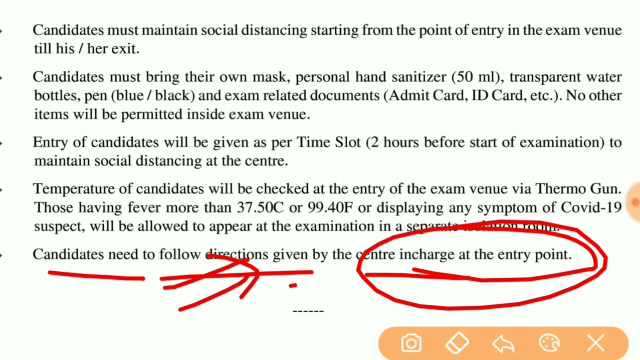 Candidates must maintain social distancing starting from the point of entry in the exam venue
till his / her exit.
Candidates must bring their own mask, personal hand sanitizer (50 ml), transparent water
bottles, pen (blue / black) and exam related documents (Admit Card, ID Card, etc.). No other
items will be permitted inside exam venue.
Entry of candidates will be given as per Time Slot (2 hours before start of examination) to
maintain social distancing at the centre.
Temperature of candidates will be checked at the entry of the exam venue via Thermo Gun.
Those having fever more than 37.50C or 99.40F or displaying any symptom of Covid-19
suspect, will be allowed to appear at the examination in a separate isolation room.
Candidates need to follow directions given by the centre incharge at the entry point.
------